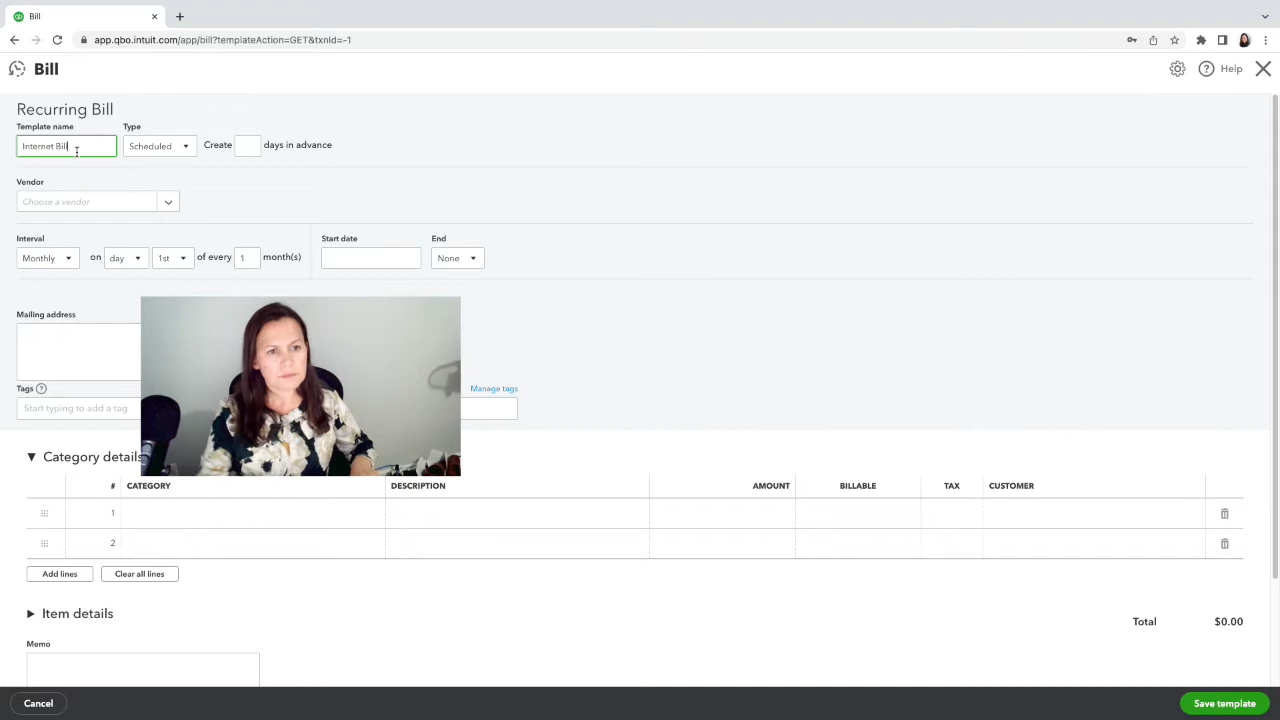 Bill
app.qbo.intuit.com/app/bill?templateAction=GET&txnId=-1
Bill
Help
Recurring Bill
Template name Type
Internet Bill Scheduled Create days in advance
Vendor
Choose a vendor
Interval Start date End
Monthly on day 1st of every 1 month(s) None
Mailing address
Tags ? Manage tags
Start typing to add a tag
Category details
# CATEGORY DESCRIPTION AMOUNT BILLABLE TAX CUSTOMER
1
2
Add lines Clear all lines
Item details
Total $0.00
Memo
Cancel Save template